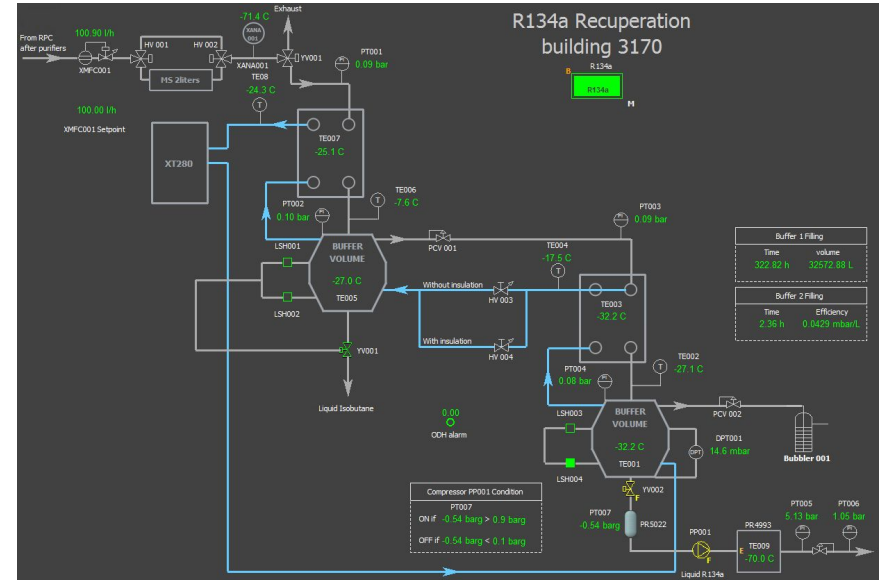 R134a Recuperation
building 3170
-71.4 C
Exhaust
From RPC
after purifiers
100.90 l/h
HV 001
HV 002
XANA
001
YV001
PT001
PI
0.09 bar
XMFC001
MS 2liters
XANA001
TE08
-24.3 C
T
R134a
B
R134a
M
100.00 l/h
XMFC001 Setpoint
XT280
TE007
-25.1 C
TE006
-7.6 C
T
PT002
PI
0.10 bar
PT003
PI
0.09 bar
PCV 001
LSH001
BUFFER
VOLUME
-27.0 C
TE005
LSH002
TE004
-17.5 C
T
Without insulation
HV 003
With insulation
HV 004
TE003
-32.2 C
Buffer 1 Filling
Time volume
322.82 h 32572.88 L
Buffer 2 Filling
Time Efficiency
2.36 h 0.0429 mbar/L
YV001
Liquid Isobutane
TE002
-27.1 C
T
PT004
PI
0.08 bar
0.00
ODH alarm
LSH003
BUFFER
VOLUME
-32.2 C
TE001
LSH004
PCV 002
DPT001
DPT
14.6 mbar
Bubbler 001
Compressor PP001 Condition
PT007
ON if -0.54 barg > 0.9 barg
OFF if -0.54 barg < 0.1 barg
YV002
F
PT007
-0.54 barg
PR5022
PP001
F
Liquid R134a
PR4993
E
TE009
-70.0 C
PT005
5.13 bar
PI
PT006
1.05 bar
PI